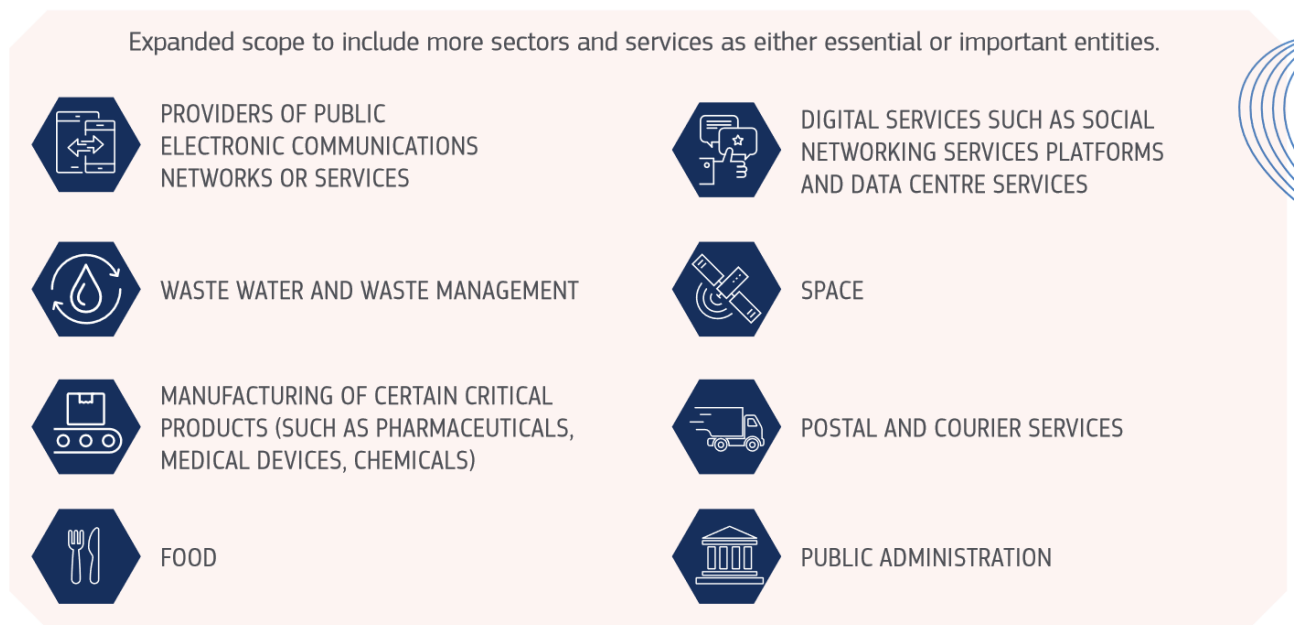 Expanded scope to include more sectors and services as either essential or important entities.
PROVIDERS OF PUBLIC
ELECTRONIC COMMUNICATIONS
NETWORKS OR SERVICES
DIGITAL SERVICES SUCH AS SOCIAL
NETWORKING SERVICES PLATFORMS
AND DATA CENTRE SERVICES
WASTE WATER AND WASTE MANAGEMENT
SPACE
MANUFACTURING OF CERTAIN CRITICAL
PRODUCTS (SUCH AS PHARMACEUTICALS,
MEDICAL DEVICES, CHEMICALS)
POSTAL AND COURIER SERVICES
FOOD
PUBLIC ADMINISTRATION